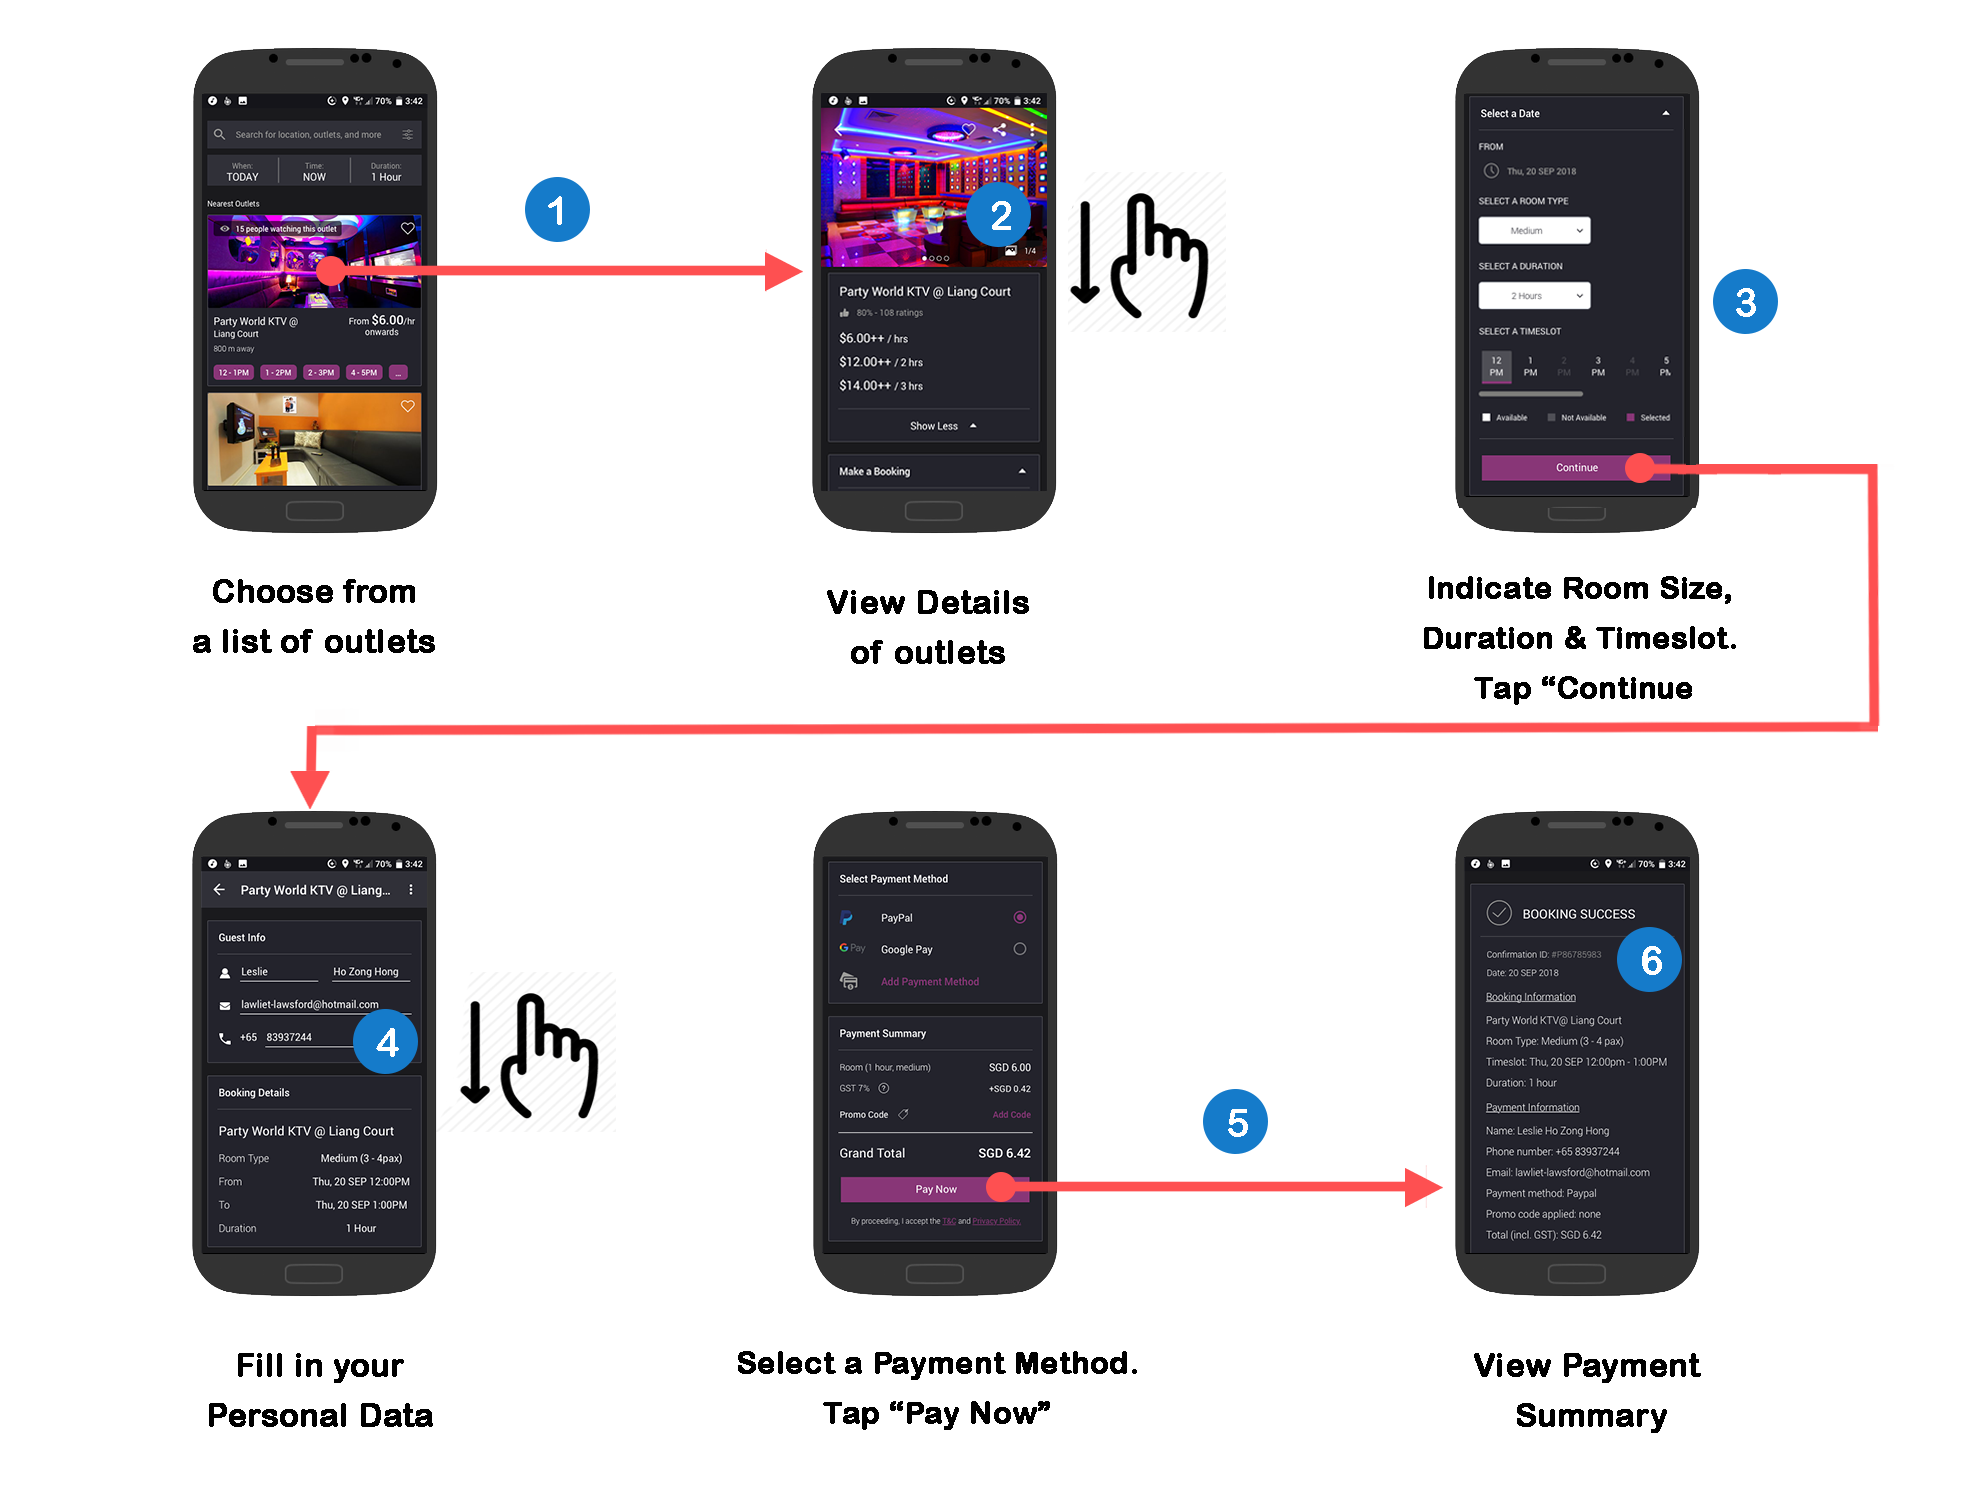 70% 3:42
Search for location, outlets, and more
When: Time: Duration:
TODAY NOW 1 Hour
Nearest Outlets
15 people watching this outlet
Party World KTV @ From $6.00/hr
Liang Court onwards
800 m away
12 - 1PM 1 - 2PM 2 - 3PM 4 - 5PM ...
1
Choose from
a list of outlets
70% 3:42
2
1/4
Party World KTV @ Liang Court
80% - 108 ratings
$6.00++ / hrs
$12.00++ / 2 hrs
$14.00++ / 3 hrs
Show Less
Make a Booking
View Details
of outlets
Select a Date
FROM
Thu, 20 SEP 2018
SELECT A ROOM TYPE
Medium
SELECT A DURATION
2 Hours
SELECT A TIMESLOT
12 1 2 3 4 5
PM PM PM PM PM PM
Available Not Available Selected
Continue
3
Indicate Room Size,
Duration & Timeslot.
Tap “Continue
70% 3:42
Party World KTV @ Liang...
Guest Info
Leslie Ho Zong Hong
lawliet-lawsford@hotmail.com
+65 83937244
4
Booking Details
Party World KTV @ Liang Court
Room Type Medium (3 - 4pax)
From Thu, 20 SEP 12:00PM
To Thu, 20 SEP 1:00PM
Duration 1 Hour
Fill in your
Personal Data
Select Payment Method
PayPal
G Pay Google Pay
Add Payment Method
Payment Summary
Room (1 hour, medium) SGD 6.00
GST 7% ? +SGD 0.42
Promo Code Add Code
Grand Total SGD 6.42
Pay Now
By proceeding, I accept the T&C and Privacy Policy.
5
Select a Payment Method.
Tap “Pay Now”
70% 3:42
BOOKING SUCCESS
6
Confirmation ID: #P86785983
Date: 20 SEP 2018
Booking Information
Party World KTV@ Liang Court
Room Type: Medium (3 - 4 pax)
Timeslot: Thu, 20 SEP 12:00pm - 1:00PM
Duration: 1 hour
Payment Information
Name: Leslie Ho Zong Hong
Phone number: +65 83937244
Email: lawliet-lawsford@hotmail.com
Payment method: Paypal
Promo code applied: none
Total (incl. GST): SGD 6.42
View Payment
Summary